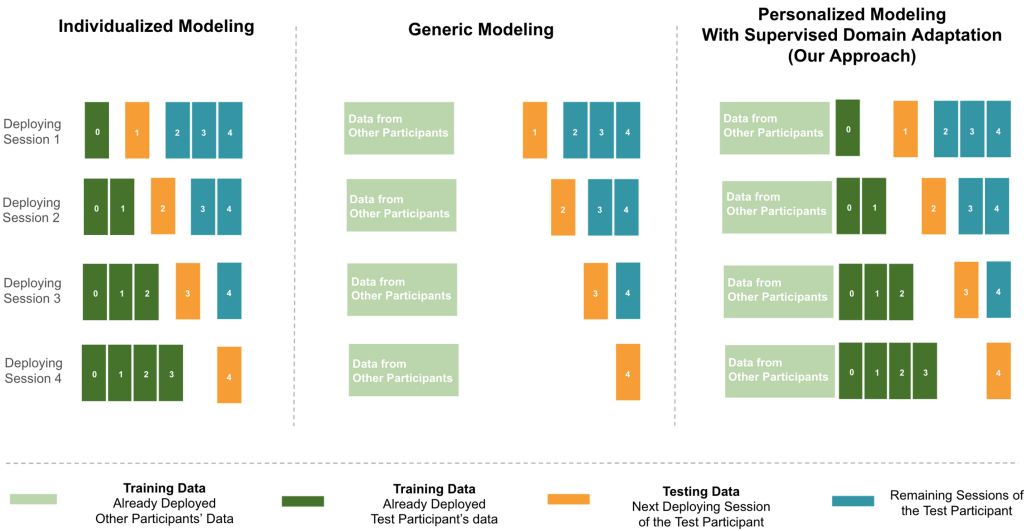 Individualized Modeling
Generic Modeling
Personalized Modeling
With Supervised Domain Adaptation
(Our Approach)
Deploying
Session 1
0
1
2
3
4
Data from
Other Participants
1
2
3
4
Data from
Other Participants
0
1
2
3
4
Deploying
Session 2
0
1
2
3
4
Data from
Other Participants
2
3
4
Data from
Other Participants
0
1
2
3
4
Deploying
Session 3
0
1
2
3
4
Data from
Other Participants
3
4
Data from
Other Participants
0
1
2
3
4
Deploying
Session 4
0
1
2
3
4
Data from
Other Participants
4
Data from
Other Participants
0
1
2
3
4
Training Data
Already Deployed
Other Participants' Data
Training Data
Already Deployed
Test Participant's data
Testing Data
Next Deploying Session
of the Test Participant
Remaining Sessions of
the Test Participant